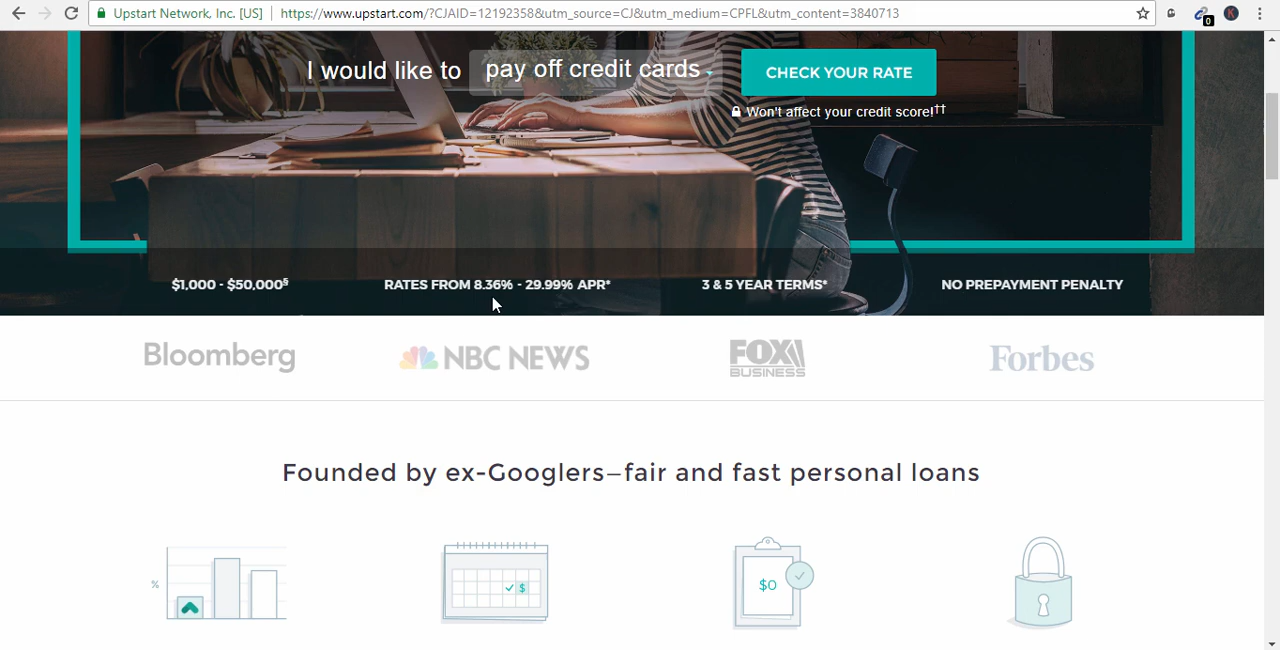 Upstart Network, Inc. [US] https://www.upstart.com/?CJAID=12192358&utm_source=CJ&utm_medium=CPFL&utm_content=3840713
0
K
I would like to pay off credit cards CHECK YOUR RATE
Won't affect your credit score!††
$1,000 - $50,000§ RATES FROM 8.36% - 29.99% APR* 3 & 5 YEAR TERMS* NO PREPAYMENT PENALTY
Bloomberg NBC NEWS FOX BUSINESS Forbes
Founded by ex-Googlers—fair and fast personal loans
% $ $0